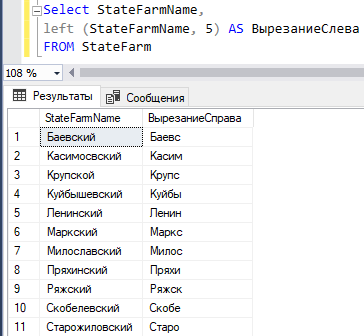 Select StateFarmName,
left (StateFarmName, 5) AS ВырезаниеСлева
FROM StateFarm
108 %
Результаты Сообщения
StateFarmName ВырезаниеСправа
1 Баевский Баевс
2 Касимосвский Касим
3 Крупской Крупс
4 Куйбышевский Куйбы
5 Ленинский Ленин
6 Маркский Маркс
7 Милославский Милос
8 Пряхинский Пряхи
9 Ряжский Ряжск
10 Скобелевский Скобе
11 Старожиловский Старо